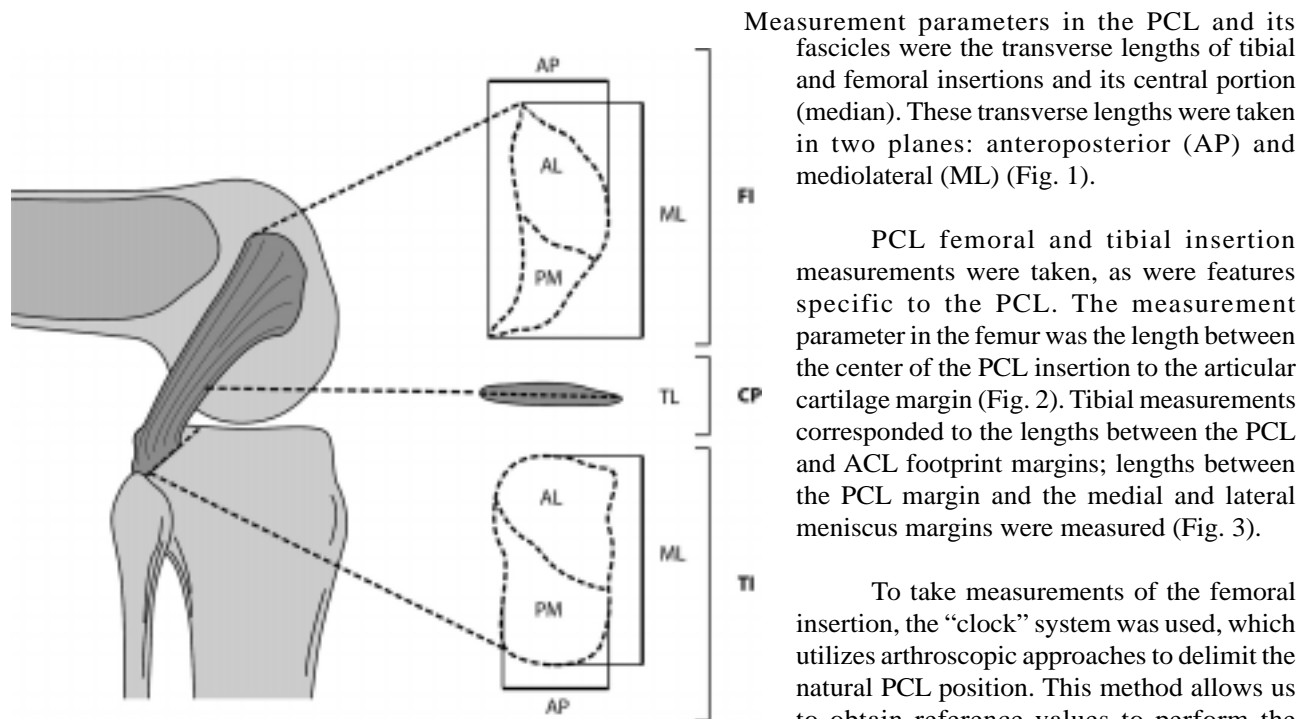 AP
AL
ML
FI
PM
TL
CP
AL
ML
TI
PM
AP
Measurement parameters in the PCL and its
fascicles were the transverse lengths of tibial
and femoral insertions and its central portion
(median). These transverse lengths were taken
in two planes: anteroposterior (AP) and
mediolateral (ML) (Fig. 1).
PCL femoral and tibial insertion
measurements were taken, as were features
specific to the PCL. The measurement
parameter in the femur was the length between
the center of the PCL insertion to the articular
cartilage margin (Fig. 2). Tibial measurements
corresponded to the lengths between the PCL
and ACL footprint margins; lengths between
the PCL margin and the medial and lateral
meniscus margins were measured (Fig. 3).
To take measurements of the femoral
insertion, the “clock” system was used, which
utilizes arthroscopic approaches to delimit the
natural PCL position. This method allows us
to obtain reference values to perform the